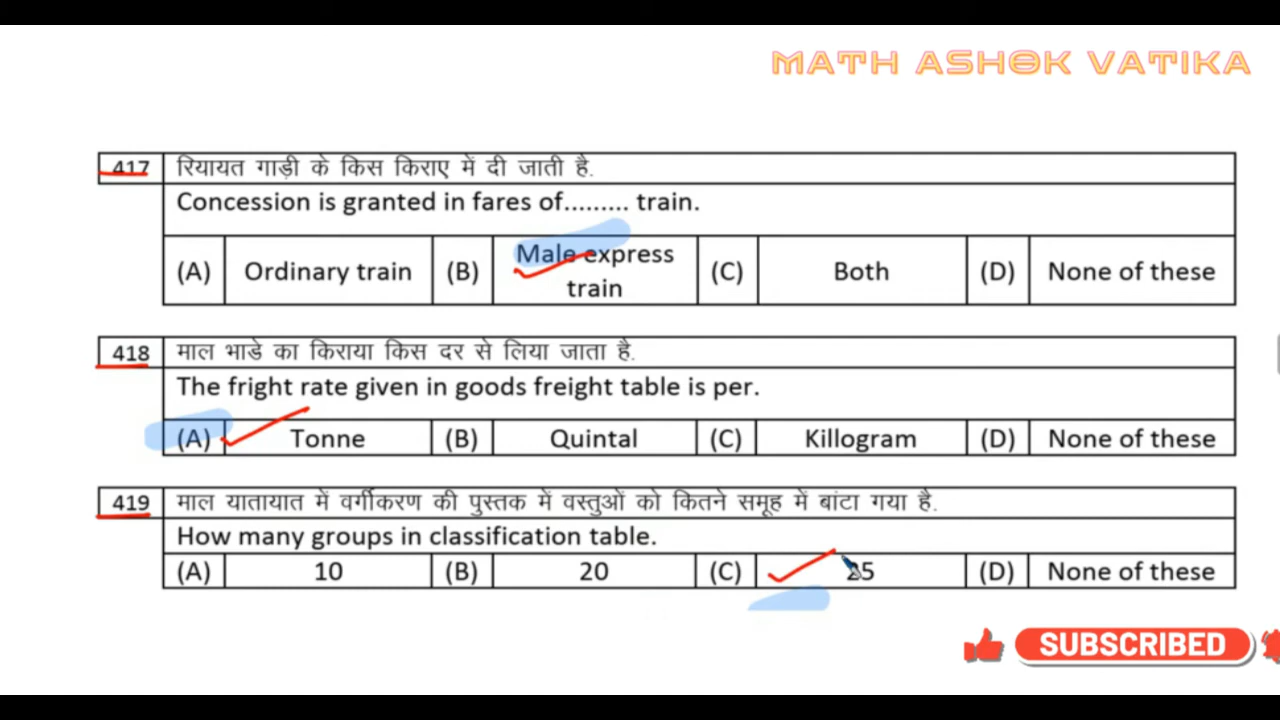 MATH ASHOK VATIKA
417 रियायत गाड़ी के किस किराए में दी जाती है.
Concession is granted in fares of......... train.
(A) Ordinary train (B) Male express train (C) Both (D) None of these
418 माल भाडे का किराया किस दर से लिया जाता है.
The fright rate given in goods freight table is per.
(A) Tonne (B) Quintal (C) Killogram (D) None of these
419 माल यातायात में वर्गीकरण की पुस्तक में वस्तुओं को कितने समूह में बांटा गया है.
How many groups in classification table.
(A) 10 (B) 20 (C) 25 (D) None of these
SUBSCRIBED